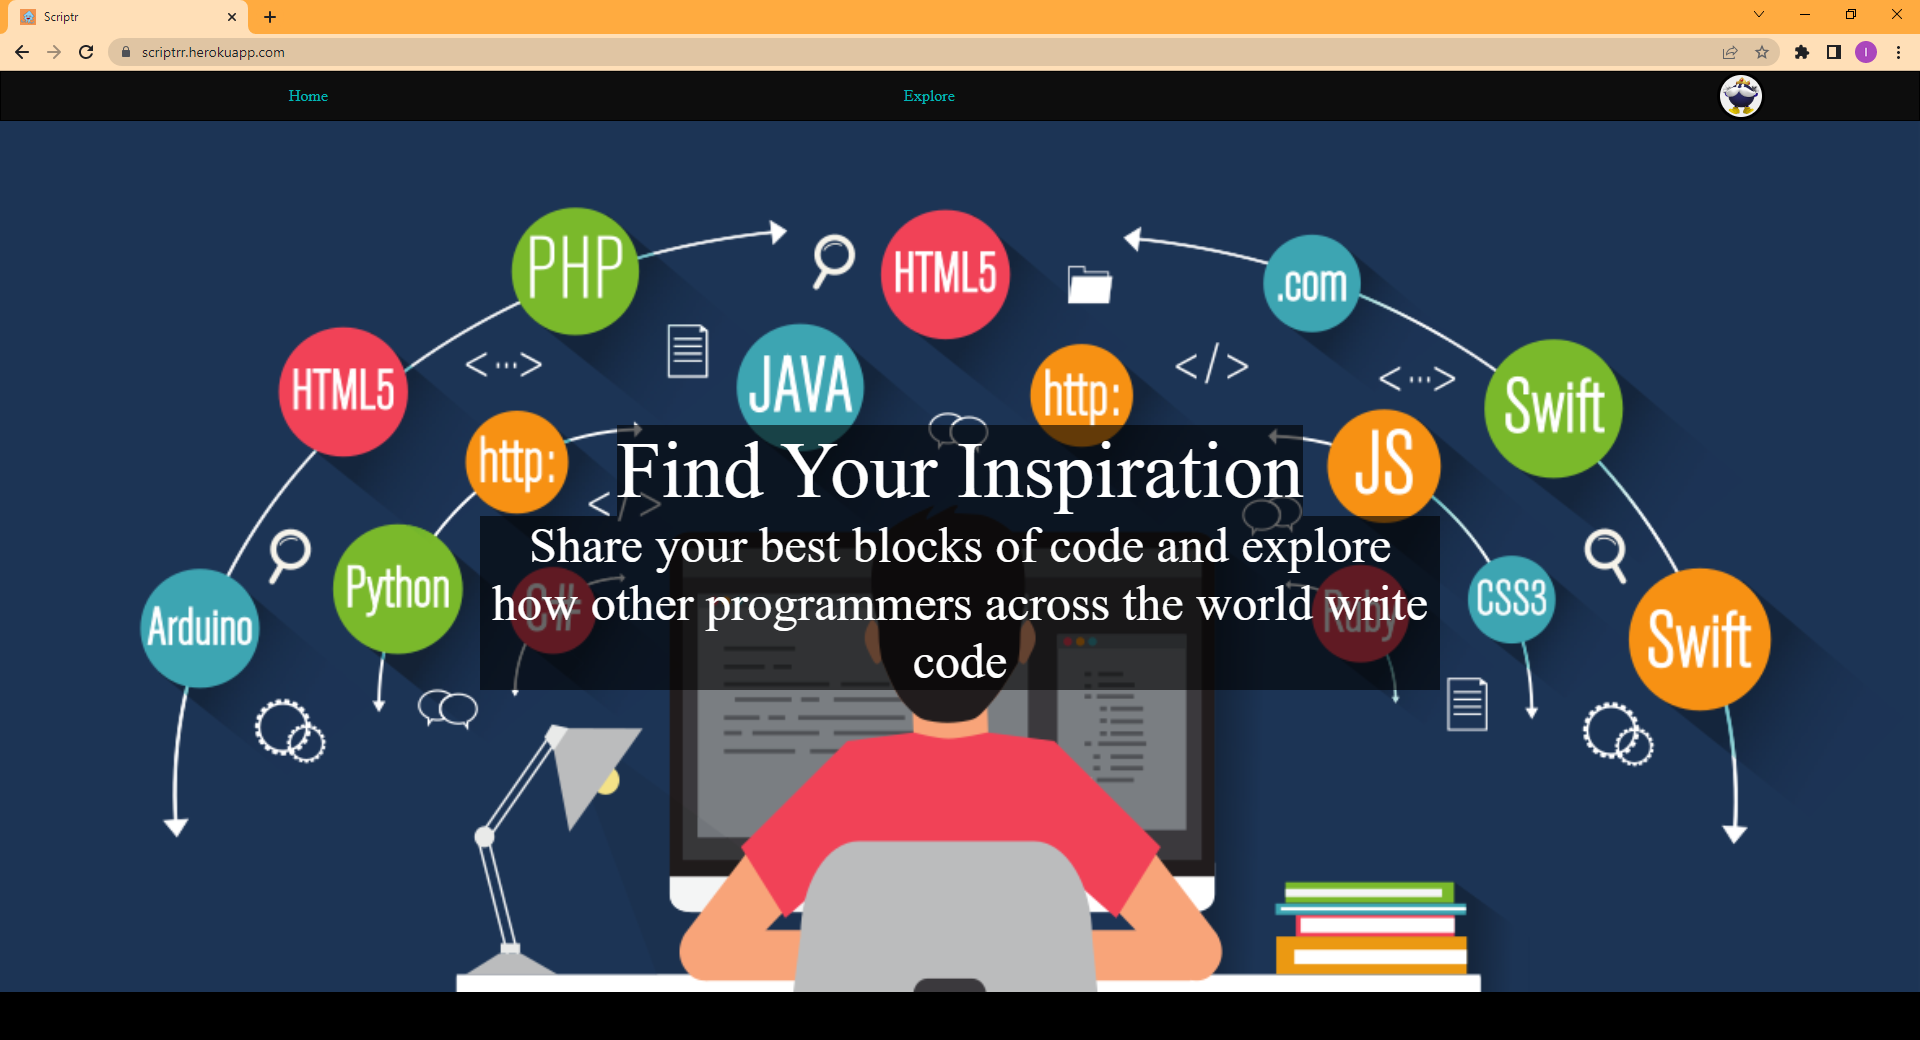 Scriptr
scriptrr.herokuapp.com
I
Home
Explore
PHP
HTML5
.com
HTML5
JAVA
http:
Swift
http:
JS
Find Your Inspiration
Share your best blocks of code and explore
how other programmers across the world write
code
Arduino
Python
C#
Ruby
CSS3
Swift